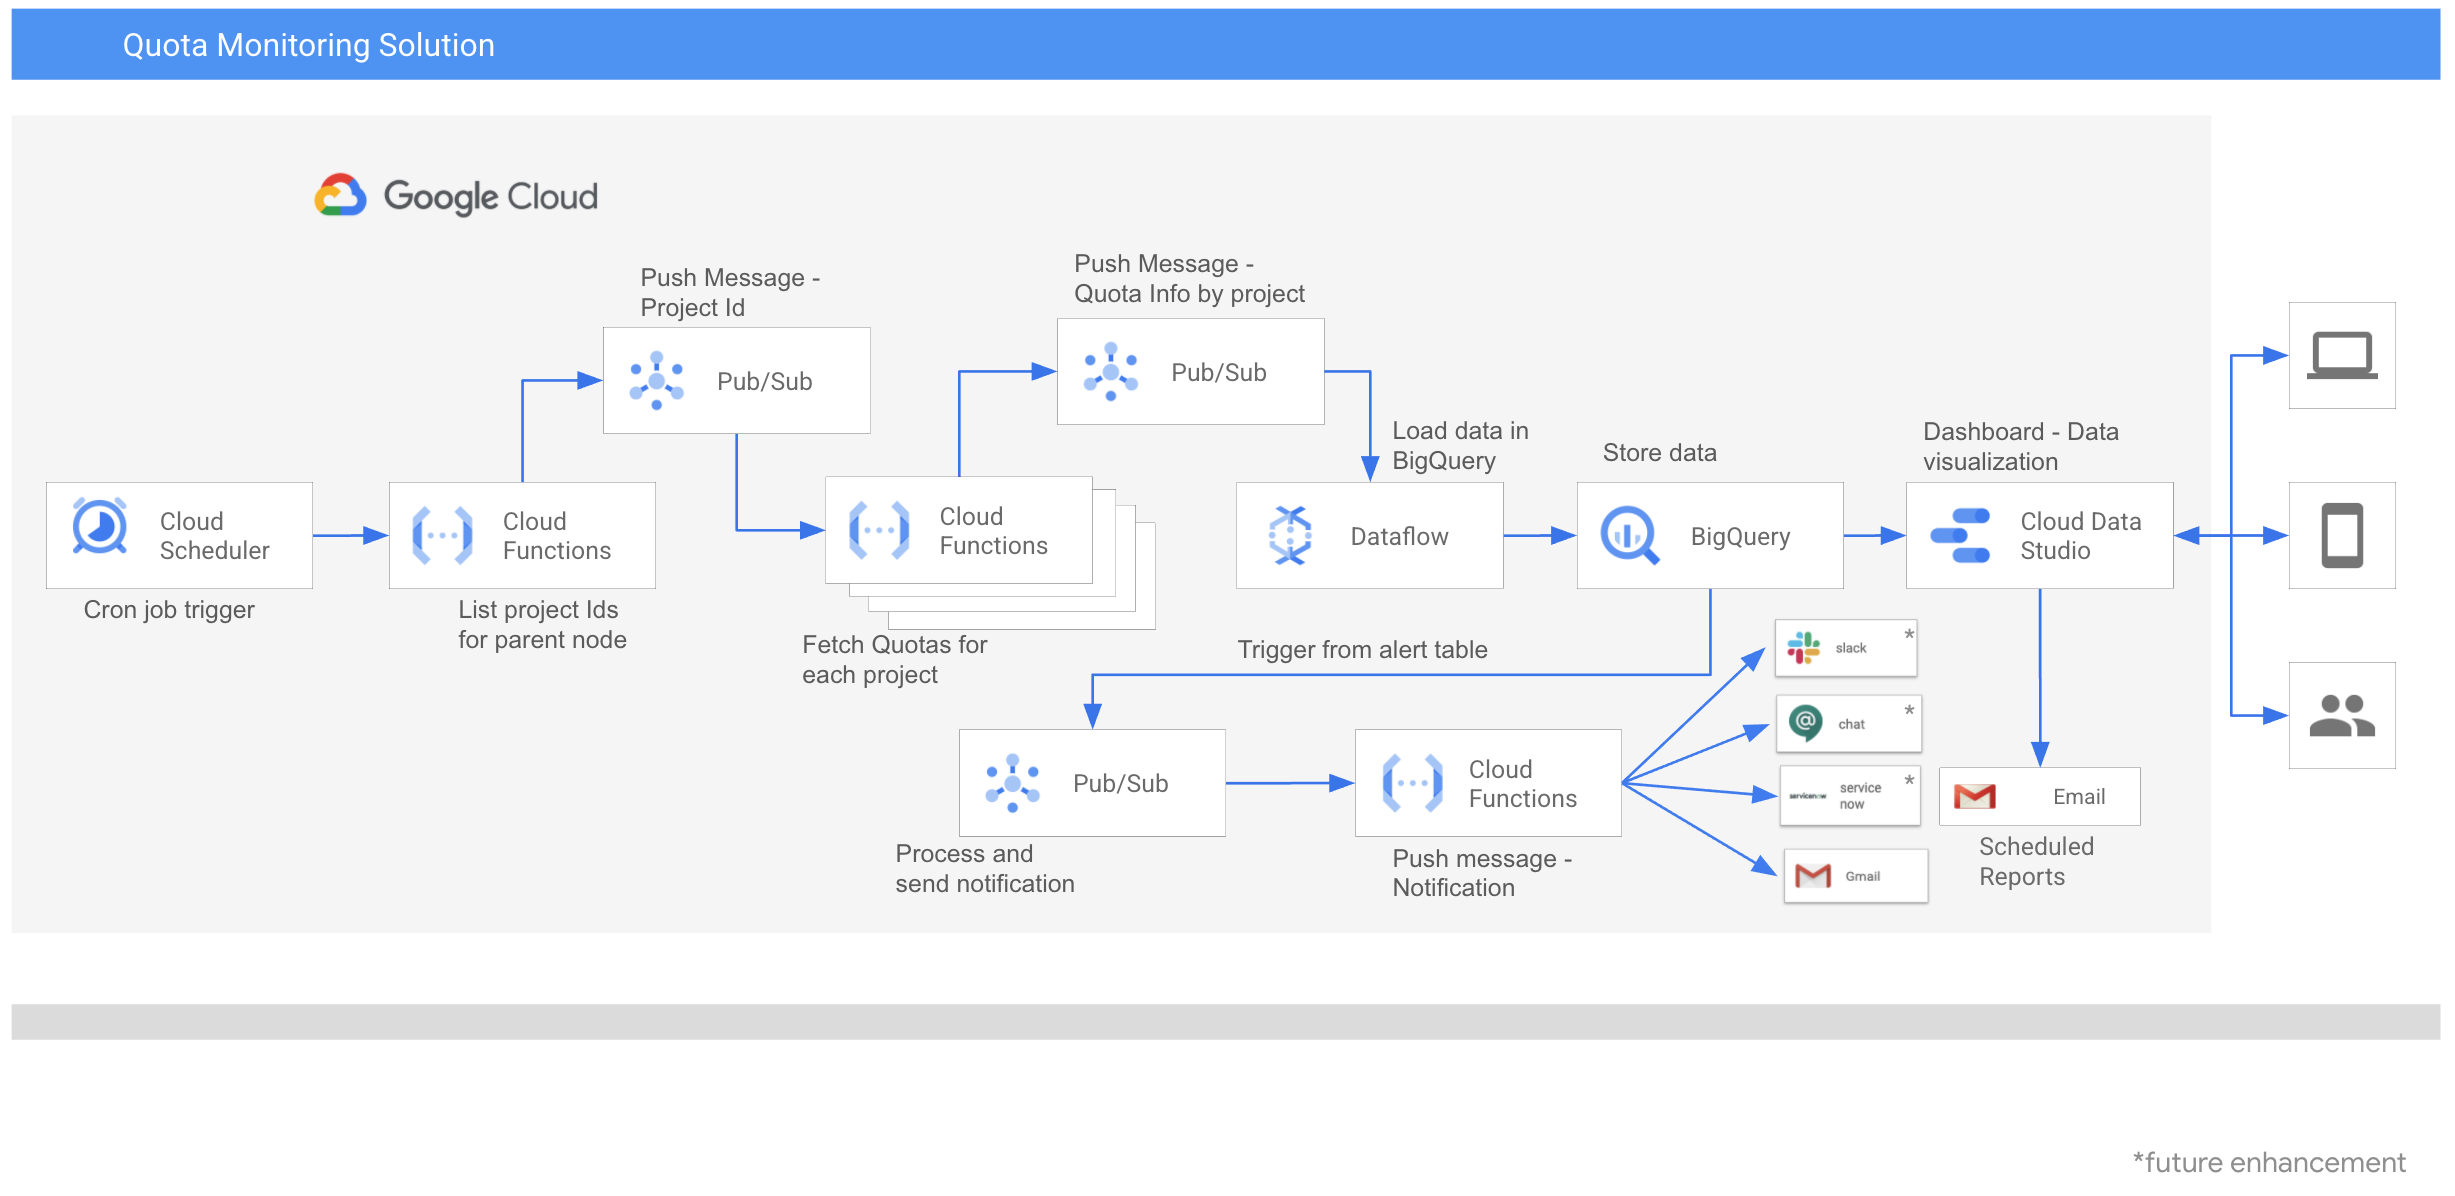 Quota Monitoring Solution
Google Cloud
Push Message -
Project Id
Pub/Sub
Push Message -
Quota Info by project
Pub/Sub
Cloud
Scheduler
Cron job trigger
Cloud
Functions
List project Ids
for parent node
Cloud
Functions
Fetch Quotas for
each project
Load data in
BigQuery
Dataflow
Store data
BigQuery
Dashboard - Data
visualization
Cloud Data
Studio
Trigger from alert table
Pub/Sub
Process and
send notification
Cloud
Functions
Push message -
Notification
slack *
chat *
servicenow
service
now *
Gmail
Email
Scheduled
Reports
*future enhancement